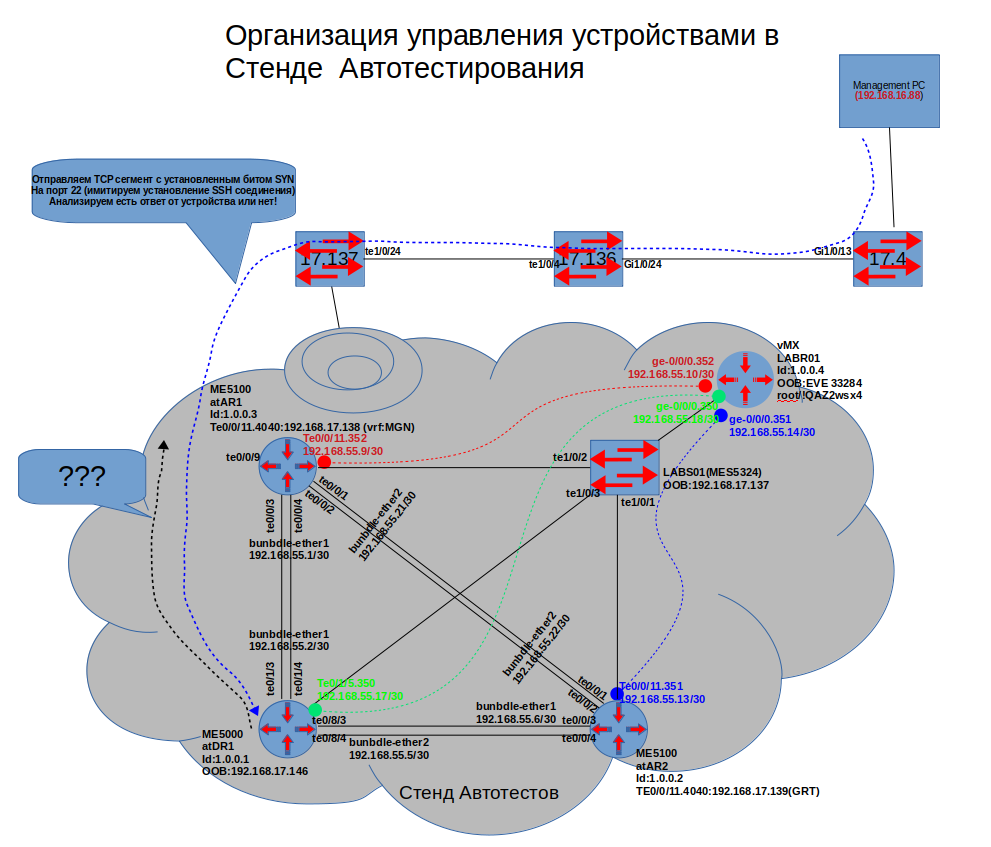 Организация управления устройствами в
Стенде Автотестирования
Management PC
(192.168.16.88)
Отправляем TCP сегмент с установленным битом SYN
На порт 22 (имитируем установление SSH соединения)
Анализируем есть ответ от устройства или нет!
17.137
te1/0/24
te1/0/4
17.136
Gi1/0/24
Gi1/0/13
17.4
vMX
LABR01
Id:1.0.0.4
OOB:EVE 33284
root/!QAZ2wsx4
ge-0/0/0.352
192.168.55.10/30
ge-0/0/0.350
192.168.55.18/30
ge-0/0/0.351
192.168.55.14/30
ME5100
atAR1
Id:1.0.0.3
Te0/0/11.4040:192.168.17.138 (vrf:MGN)
Te0/0/11.352
192.168.55.9/30
te0/0/9
te0/0/1
te0/0/2
te0/0/3
te0/0/4
???
te1/0/2
te1/0/3
te1/0/1
LABS01(MES5324)
OOB:192.168.17.137
bunbdle-ether2
192.168.55.21/30
bunbdle-ether1
192.168.55.1/30
bunbdle-ether1
192.168.55.2/30
bunbdle-ether2
192.168.55.22/30
te0/1/3
te0/1/4
192.168.55.17/30
te0/0/1
te0/0/2
Te0/0/11.351
192.168.55.13/30
bunbdle-ether1
192.168.55.6/30
te0/8/3
te0/8/4
te0/0/3
te0/0/4
bunbdle-ether2
192.168.55.5/30
ME5000
atDR1
Id:1.0.0.1
OOB:192.168.17.146
ME5100
atAR2
Id:1.0.0.2
TE0/0/11.4040:192.168.17.139(GRT)
Стенд Автотестов